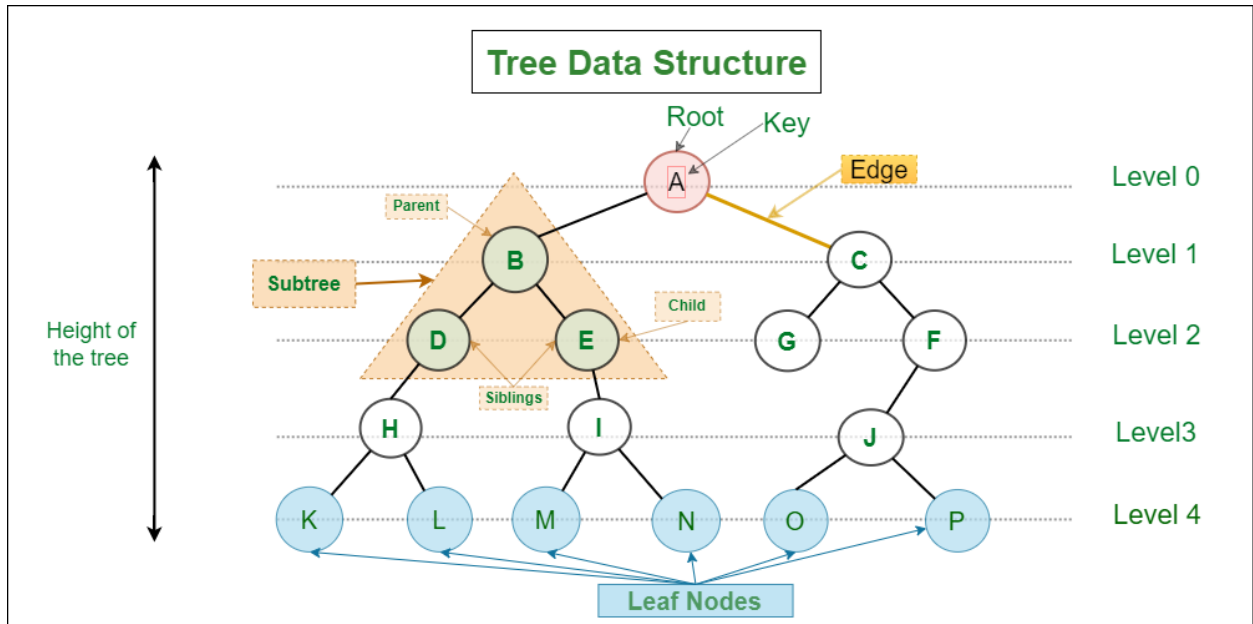 Tree Data Structure
Root
Key
A
Edge
Level 0
Parent
B
C
Level 1
Subtree
Child
Height of
the tree
D
E
G
F
Level 2
Siblings
H
I
J
Level3
K
L
M
N
O
P
Level 4
Leaf Nodes